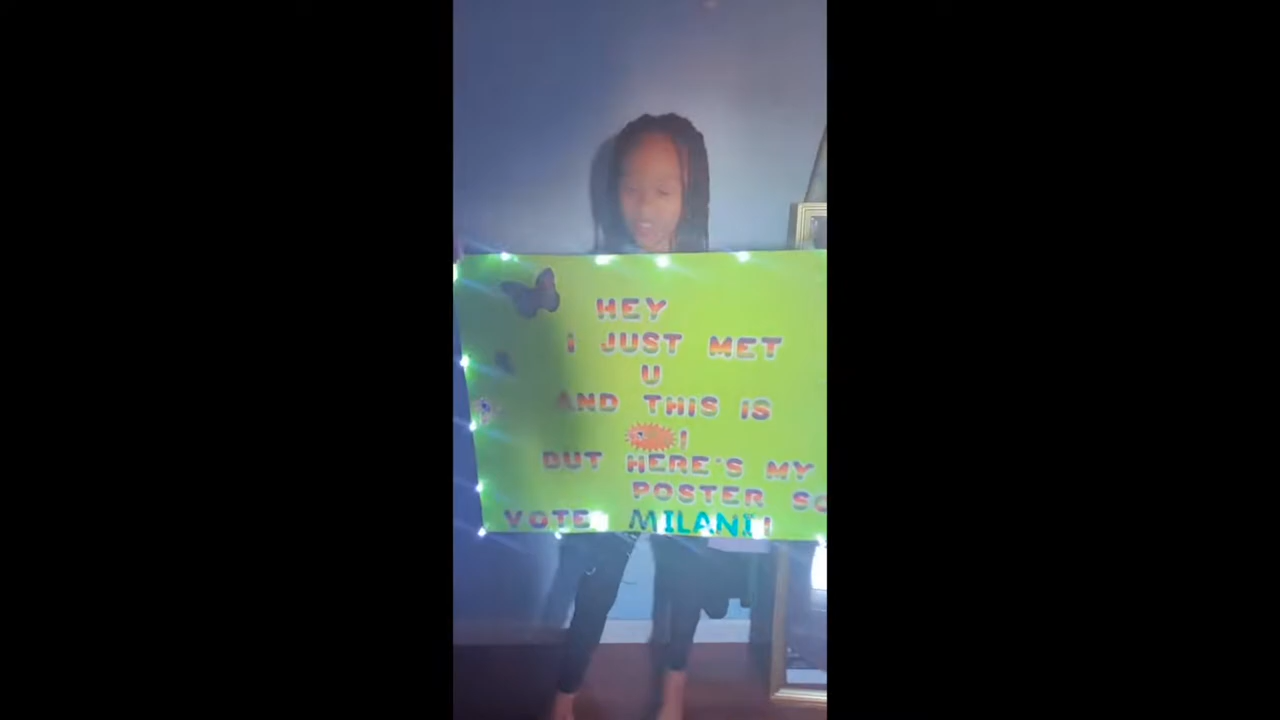 HEY
I JUST MET
U
AND THIS IS
I
BUT HERE'S MY
POSTER SO
VOTE MILANI!